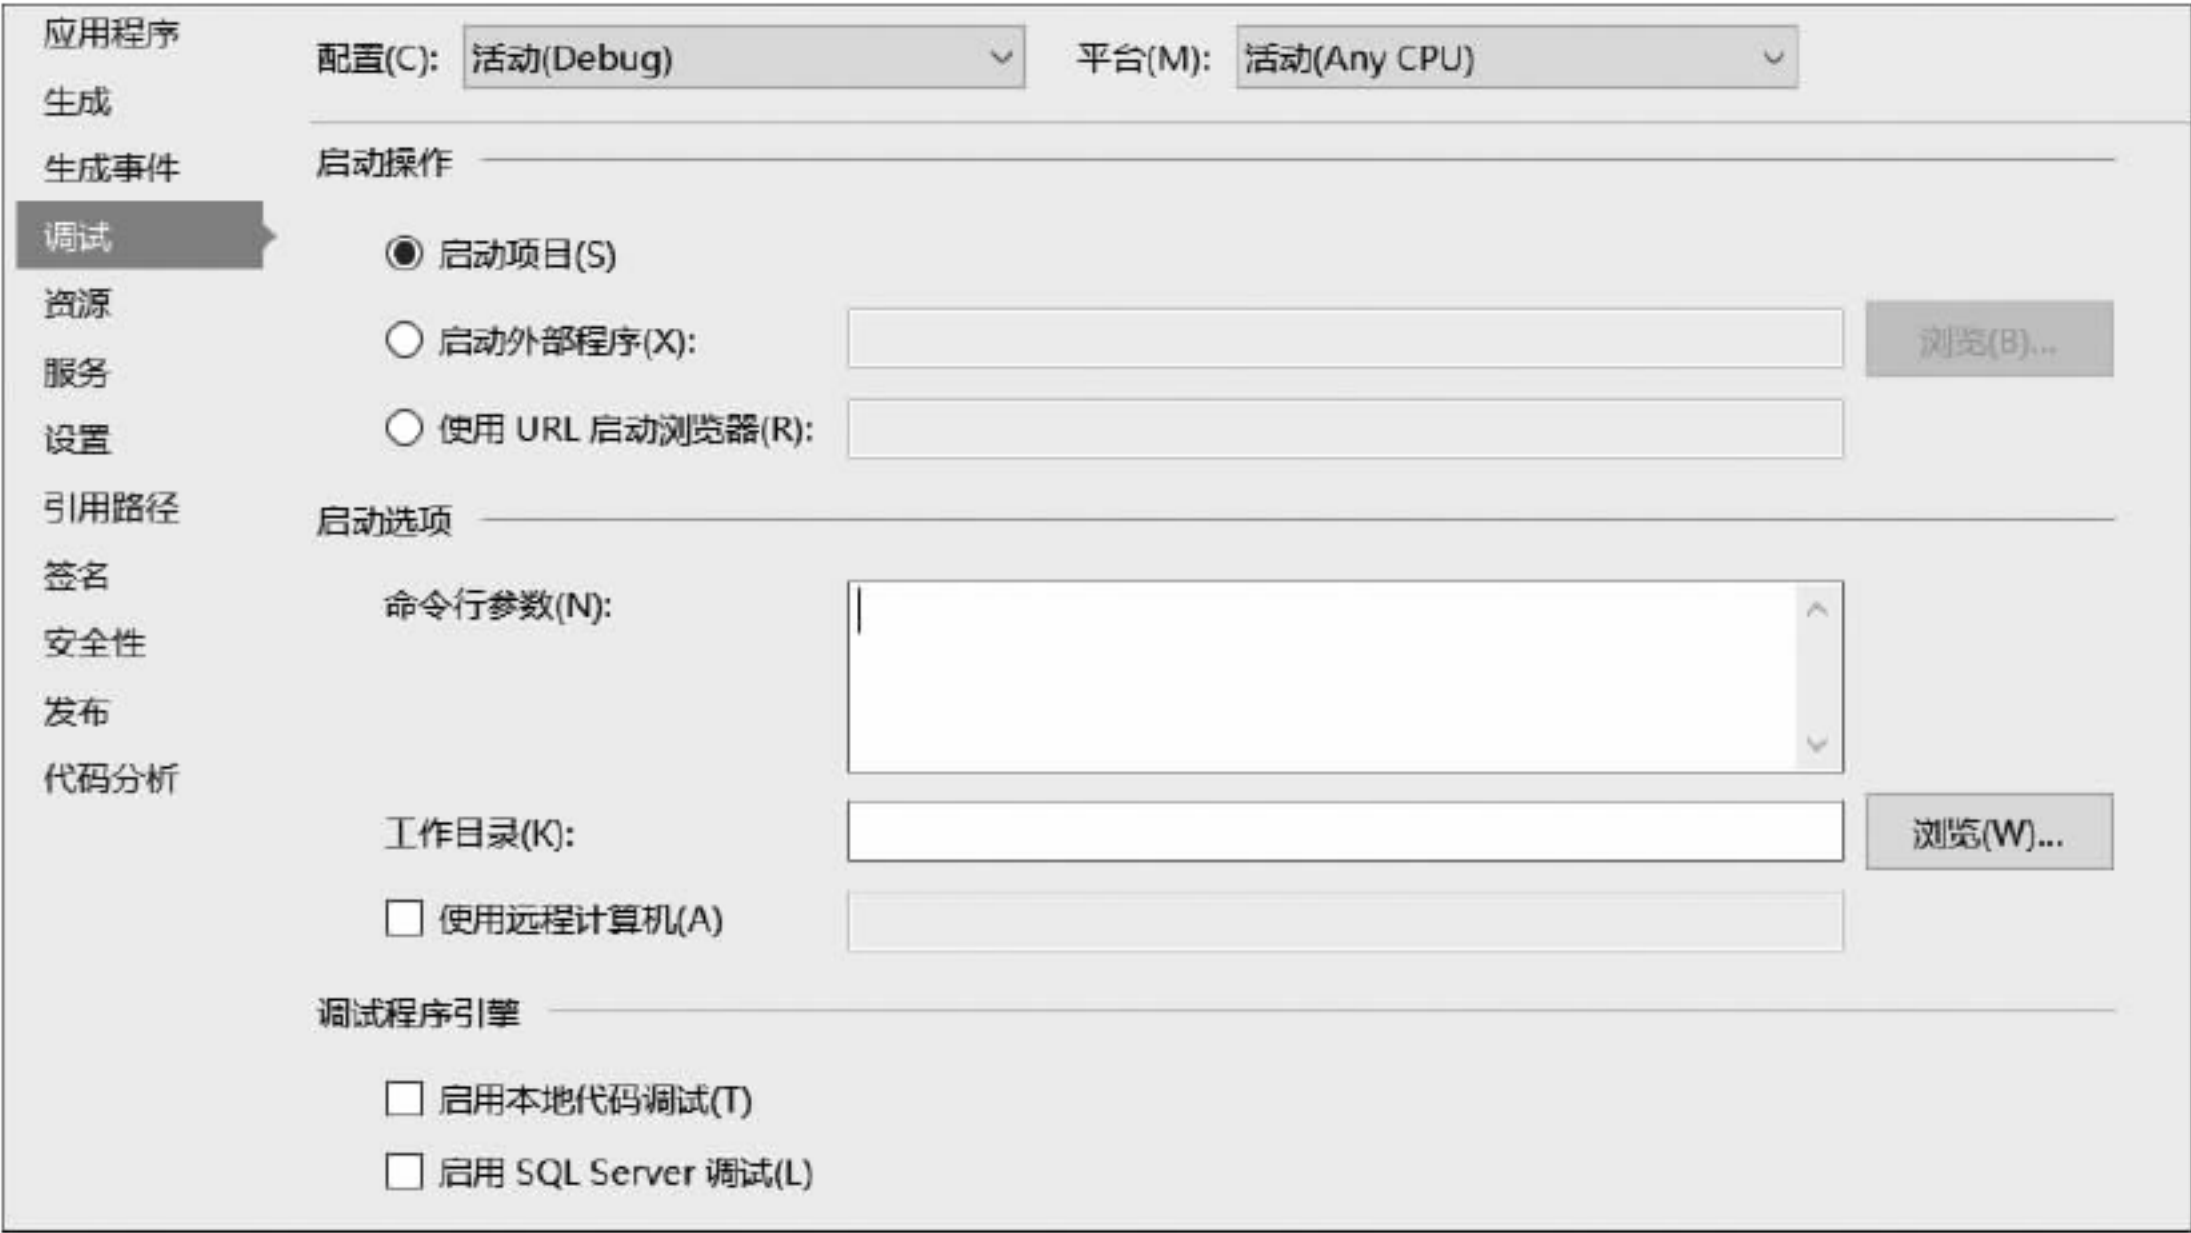 应用程序
生成
生成事件
调试
资源
服务
设置
引用路径
签名
安全性
发布
代码分析
配置(C): 活动(Debug) 平台(M): 活动(Any CPU)
启动操作
启动项目(S)
启动外部程序(X): 浏览(B)...
使用 URL 启动浏览器(R):
启动选项
命令行参数(N):
工作目录(K): 浏览(W)...
使用远程计算机(A)
调试程序引擎
启用本地代码调试(T)
启用 SQL Server 调试(L)